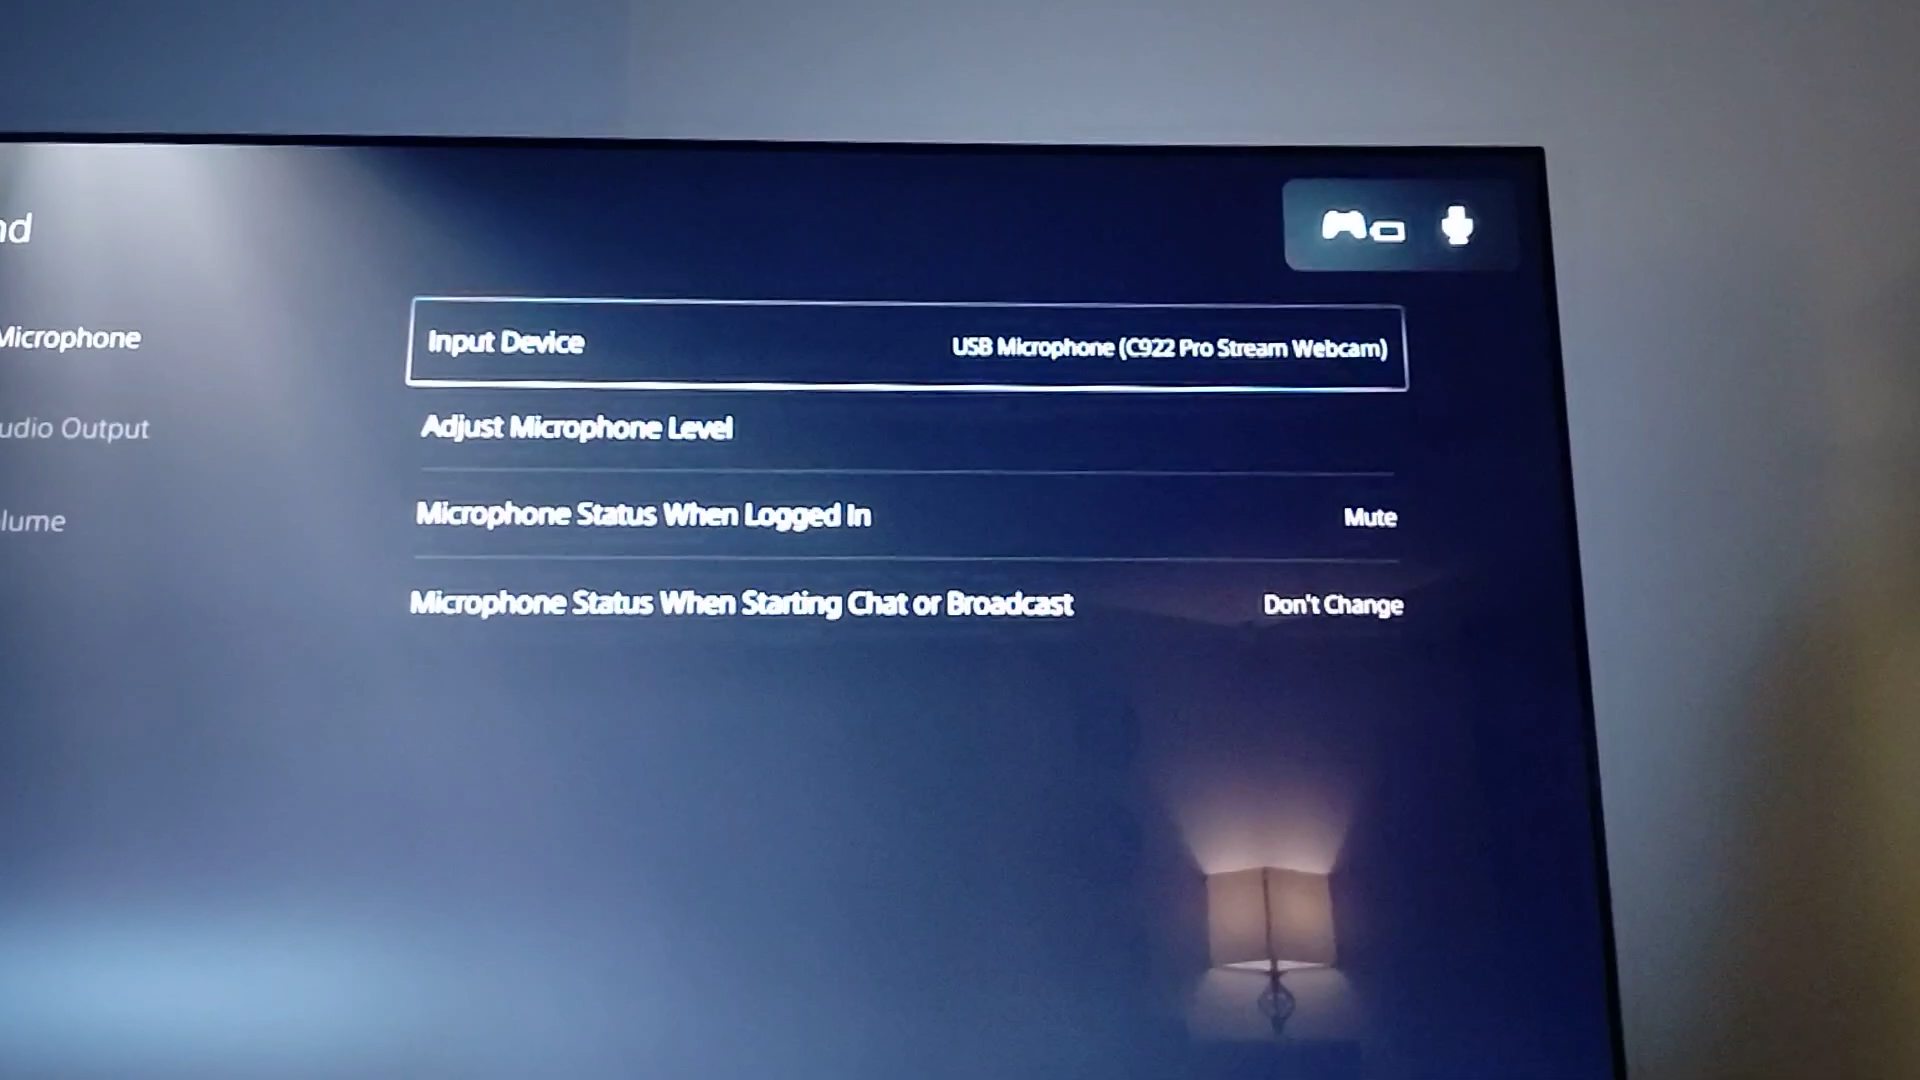 nd
Microphone
udio Output
lume
Input Device
USB Microphone (C922 Pro Stream Webcam)
Adjust Microphone Level
Microphone Status When Logged In
Mute
Microphone Status When Starting Chat or Broadcast
Don't Change